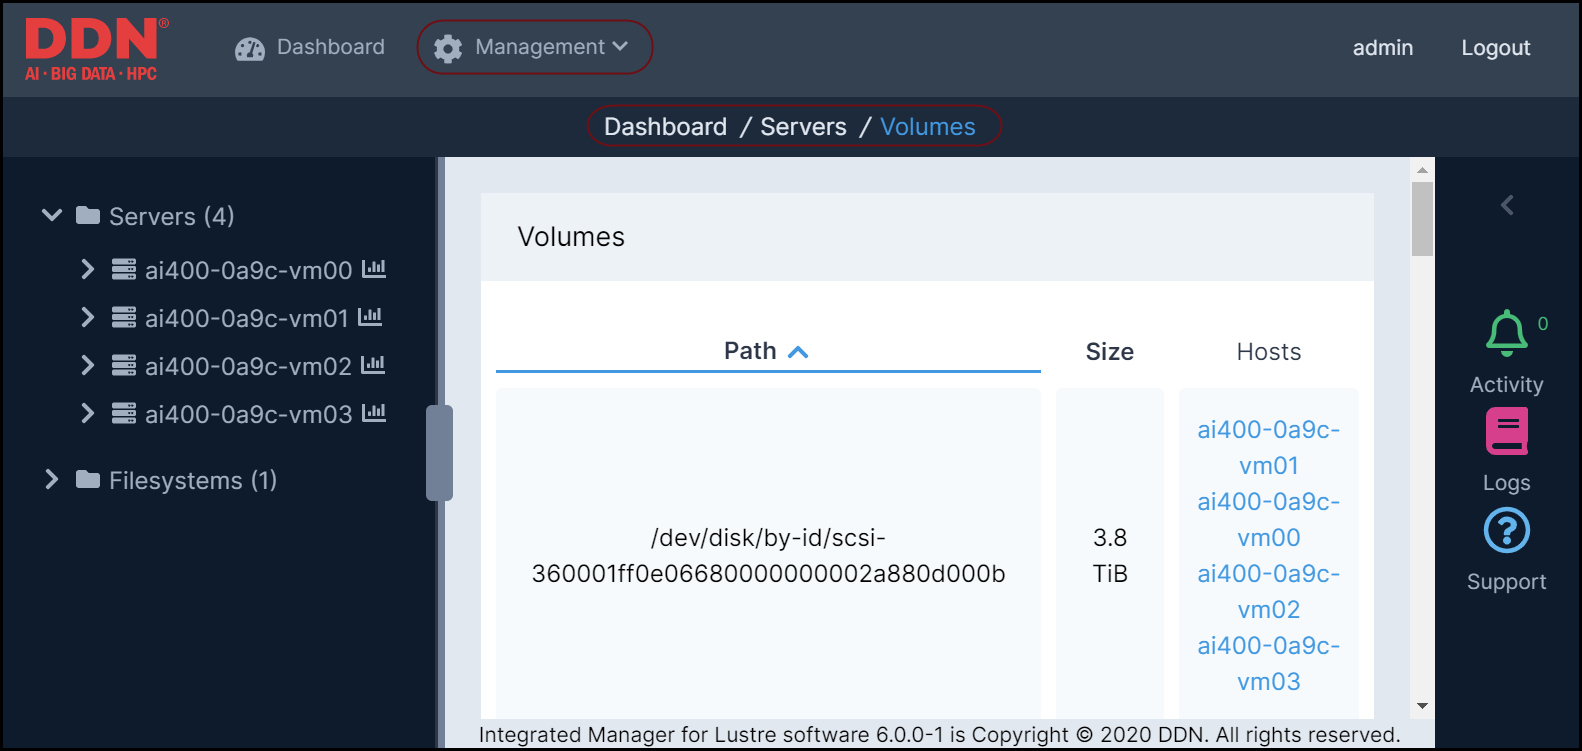 DDN®
AI · BIG DATA · HPC
Dashboard
Management
admin
Logout
Dashboard / Servers / Volumes
Servers (4)
ai400-0a9c-vm00
ai400-0a9c-vm01
ai400-0a9c-vm02
ai400-0a9c-vm03
Filesystems (1)
Volumes
Path
Size
Hosts
/dev/disk/by-id/scsi-
360001ff0e06680000000002a880d000b
3.8
TiB
ai400-0a9c-
vm01
ai400-0a9c-
vm00
ai400-0a9c-
vm02
ai400-0a9c-
vm03
0
Activity
Logs
Support
Integrated Manager for Lustre software 6.0.0-1 is Copyright © 2020 DDN. All rights reserved.